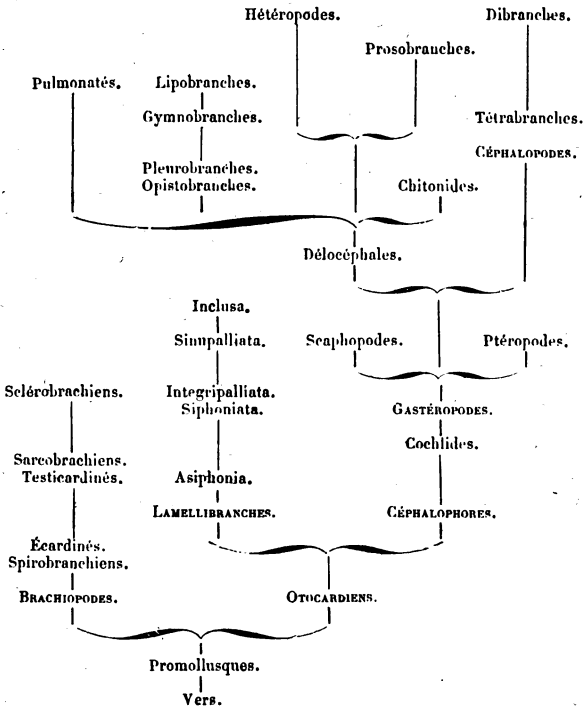 Hétéropodes. Dibranches.
Prosobranches.
Pulmonatés. Lipobranches.
Gymnobranches. Tétrabranches.
CÉPHALOPODES.
Pleurobranches.
Opistobranches. Chitonides.
Délocéphales.
Inclusa.
Sinupalliata. Scaphopodes. Ptéropodes.
Sclérobrachiens. Integripalliata.
Siphoniata. GASTÉROPODES.
Cochlides.
Sarcobrachiens.
Testicardinés. Asiphonia.
LAMELLIBRANCHES. CÉPHALOPHORES.
Écardinés.
Spirobranchiens.
BRACHIOPODES. OTOCARDIENS.
Promollusques.
Vers.